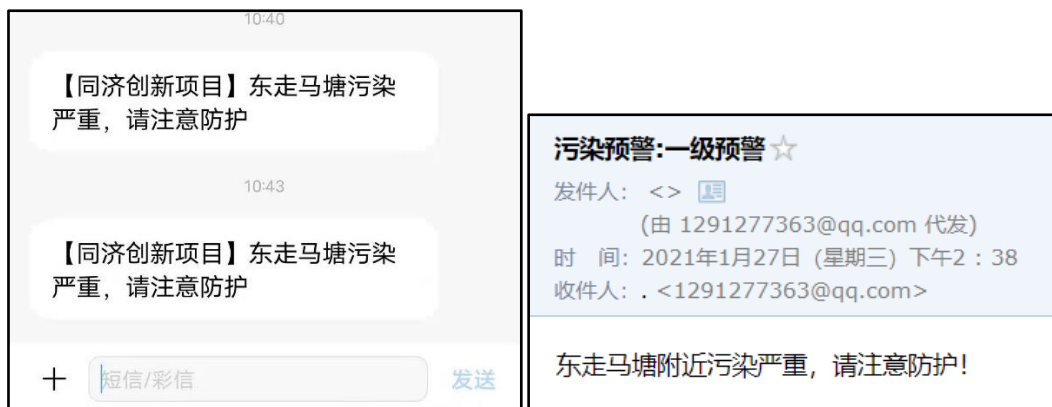 10:40
【同济创新项目】东走马塘污染
严重，请注意防护
10:43
【同济创新项目】东走马塘污染
严重，请注意防护
短信/彩信
发送
污染预警:一级预警
发件人： <>
(由 1291277363@qq.com 代发)
时 间：2021年1月27日 (星期三) 下午2：38
收件人：. <1291277363@qq.com>
东走马塘附近污染严重，请注意防护！